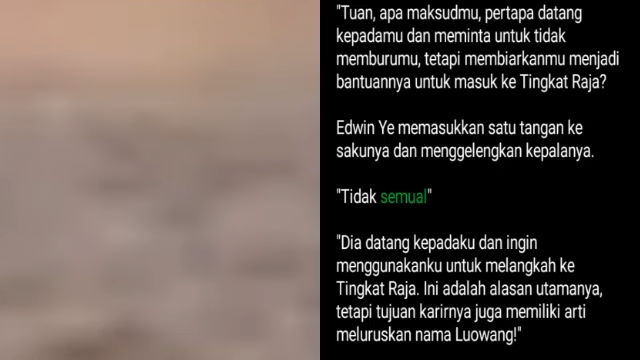 "Tuan, apa maksudmu, pertapa datang
kepadamu dan meminta untuk tidak
memburumu, tetapi membiarkanmu menjadi
bantuannya untuk masuk ke Tingkat Raja?
Edwin Ye memasukkan satu tangan ke
sakunya dan menggelengkan kepalanya.
"Tidak semual"
"Dia datang kepadaku dan ingin
menggunakanku untuk melangkah ke
Tingkat Raja. Ini adalah alasan utamanya,
tetapi tujuan karirnya juga memiliki arti
meluruskan nama Luowang!"